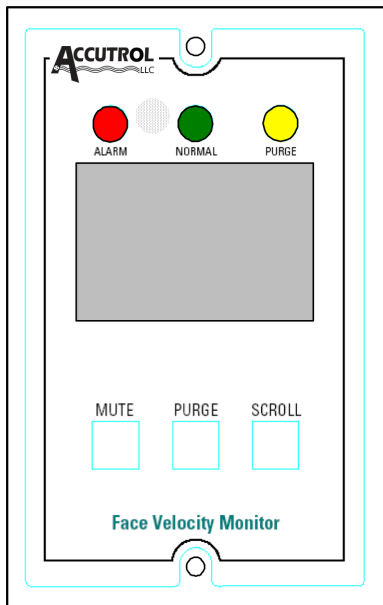 ACCUTROL
LLC
ALARM NORMAL PURGE
MUTE PURGE SCROLL
Face Velocity Monitor